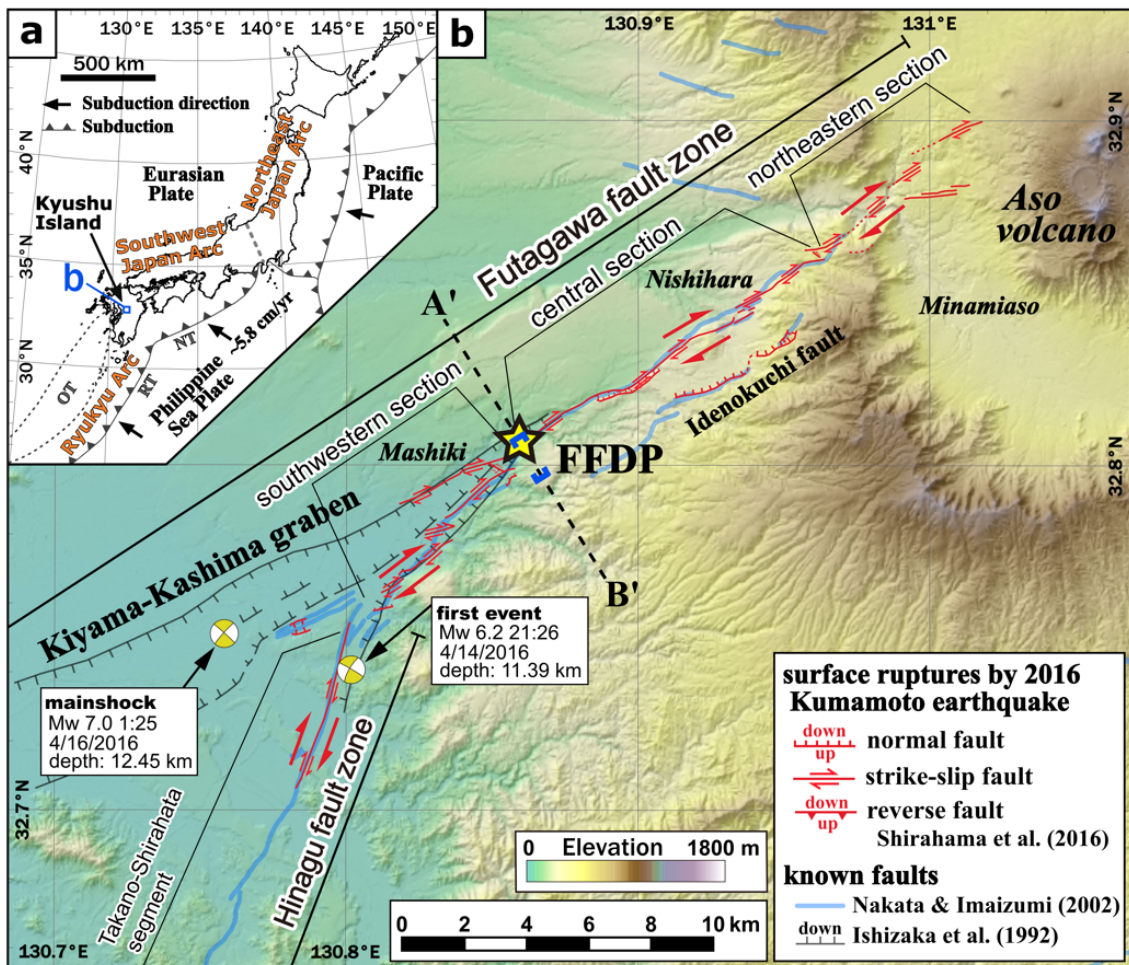 a
130°E 135°E 140°E 145°E 150°E
500 km
Subduction direction
Subduction
45°N
40°N
35°N
30°N
Eurasian
Plate
Northeast
Japan Arc
Pacific
Plate
Kyushu
Island
Southwest
Japan Arc
b
~5.8 cm/yr
NT
OT
RT
Ryukyu Arc
Philippine
Sea Plate
b
130.9°E
131°E
32.9°N
32.8°N
32.7°N
130.7°E
130.8°E
Futagawa fault zone
northeastern section
central section
southwestern section
Aso
volcano
Nishihara
Minamiaso
Idenokuchi fault
A'
Mashiki
FFDP
B'
Kiyama-Kashima graben
first event
Mw 6.2 21:26
4/14/2016
depth: 11.39 km
mainshock
Mw 7.0 1:25
4/16/2016
depth: 12.45 km
Takano-Shirahata
segment
Hinagu fault zone
0 Elevation 1800 m
0 2 4 6 8 10 km
surface ruptures by 2016
Kumamoto earthquake
down
up
normal fault
strike-slip fault
down
up
reverse fault
Shirahama et al. (2016)
known faults
Nakata & Imaizumi (2002)
down
Ishizaka et al. (1992)